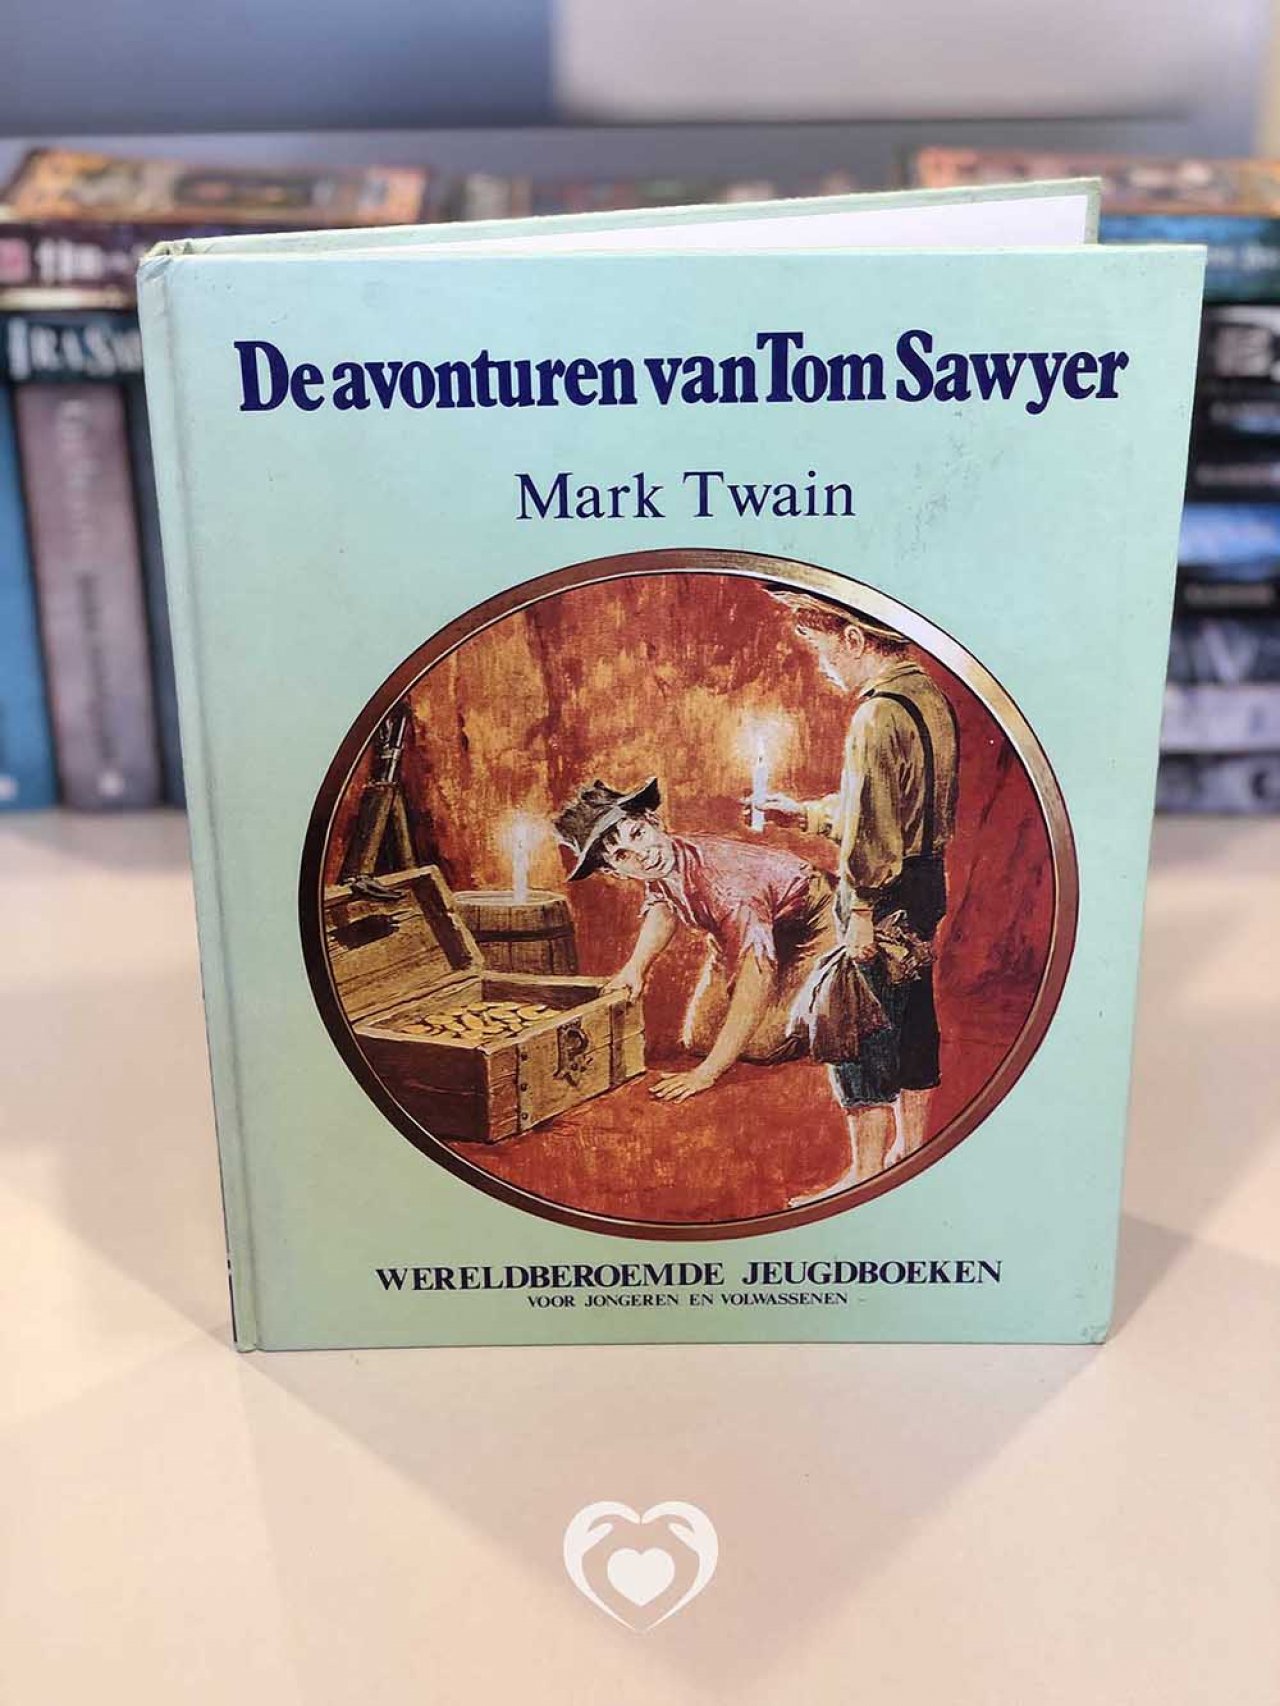 De avonturen van Tom Sawyer
Mark Twain
WERELDBEROEMDE JEUGDBOEKEN
VOOR JONGEREN EN VOLWASSENEN